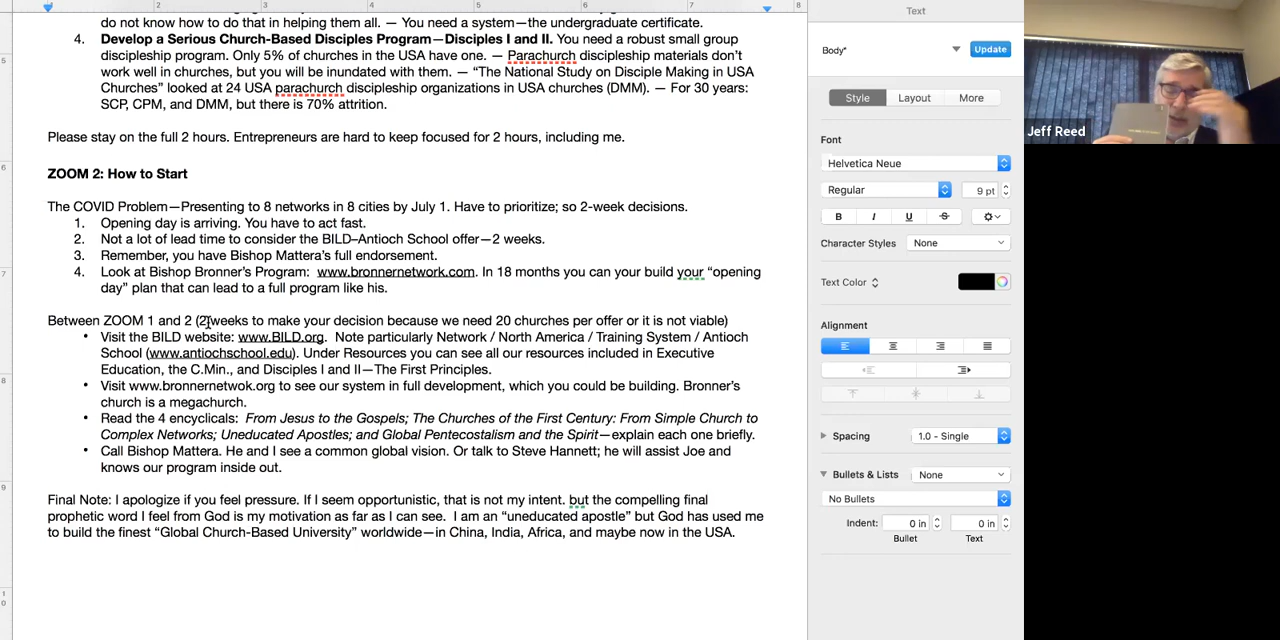 1 2 3 4 5 6 7 8
do not know how to do that in helping them all. — You need a system—the undergraduate certificate.
4. Develop a Serious Church-Based Disciples Program—Disciples I and II. You need a robust small group
discipleship program. Only 5% of churches in the USA have one. — Parachurch discipleship materials don't
work well in churches, but you will be inundated with them. — "The National Study on Disciple Making in USA
Churches" looked at 24 USA parachurch discipleship organizations in USA churches (DMM). — For 30 years:
SCP, CPM, and DMM, but there is 70% attrition.
Please stay on the full 2 hours. Entrepreneurs are hard to keep focused for 2 hours, including me.
ZOOM 2: How to Start
The COVID Problem—Presenting to 8 networks in 8 cities by July 1. Have to prioritize; so 2-week decisions.
1. Opening day is arriving. You have to act fast.
2. Not a lot of lead time to consider the BILD–Antioch School offer—2 weeks.
3. Remember, you have Bishop Mattera's full endorsement.
4. Look at Bishop Bronner's Program: www.bronnernetwork.com. In 18 months you can your build your "opening
day" plan that can lead to a full program like his.
Between ZOOM 1 and 2 (2 weeks to make your decision because we need 20 churches per offer or it is not viable)
• Visit the BILD website: www.BILD.org. Note particularly Network / North America / Training System / Antioch
School (www.antiochschool.edu). Under Resources you can see all our resources included in Executive
Education, the C.Min., and Disciples I and II—The First Principles.
• Visit www.bronnernetwok.org to see our system in full development, which you could be building. Bronner's
church is a megachurch.
• Read the 4 encyclicals: From Jesus to the Gospels; The Churches of the First Century: From Simple Church to
Complex Networks; Uneducated Apostles; and Global Pentecostalism and the Spirit—explain each one briefly.
• Call Bishop Mattera. He and I see a common global vision. Or talk to Steve Hannett; he will assist Joe and
knows our program inside out.
Final Note: I apologize if you feel pressure. If I seem opportunistic, that is not my intent. but the compelling final
prophetic word I feel from God is my motivation as far as I can see. I am an "uneducated apostle" but God has used me
to build the finest "Global Church-Based University" worldwide—in China, India, Africa, and maybe now in the USA.
5
6
7
8
9
10
Text
Body*
Update
Style Layout More
Font
Helvetica Neue
Regular 9 pt
B I U S
Character Styles None
Text Color
Alignment
Spacing 1.0 - Single
Bullets & Lists None
No Bullets
Indent: 0 in 0 in
Bullet Text
Jeff Reed